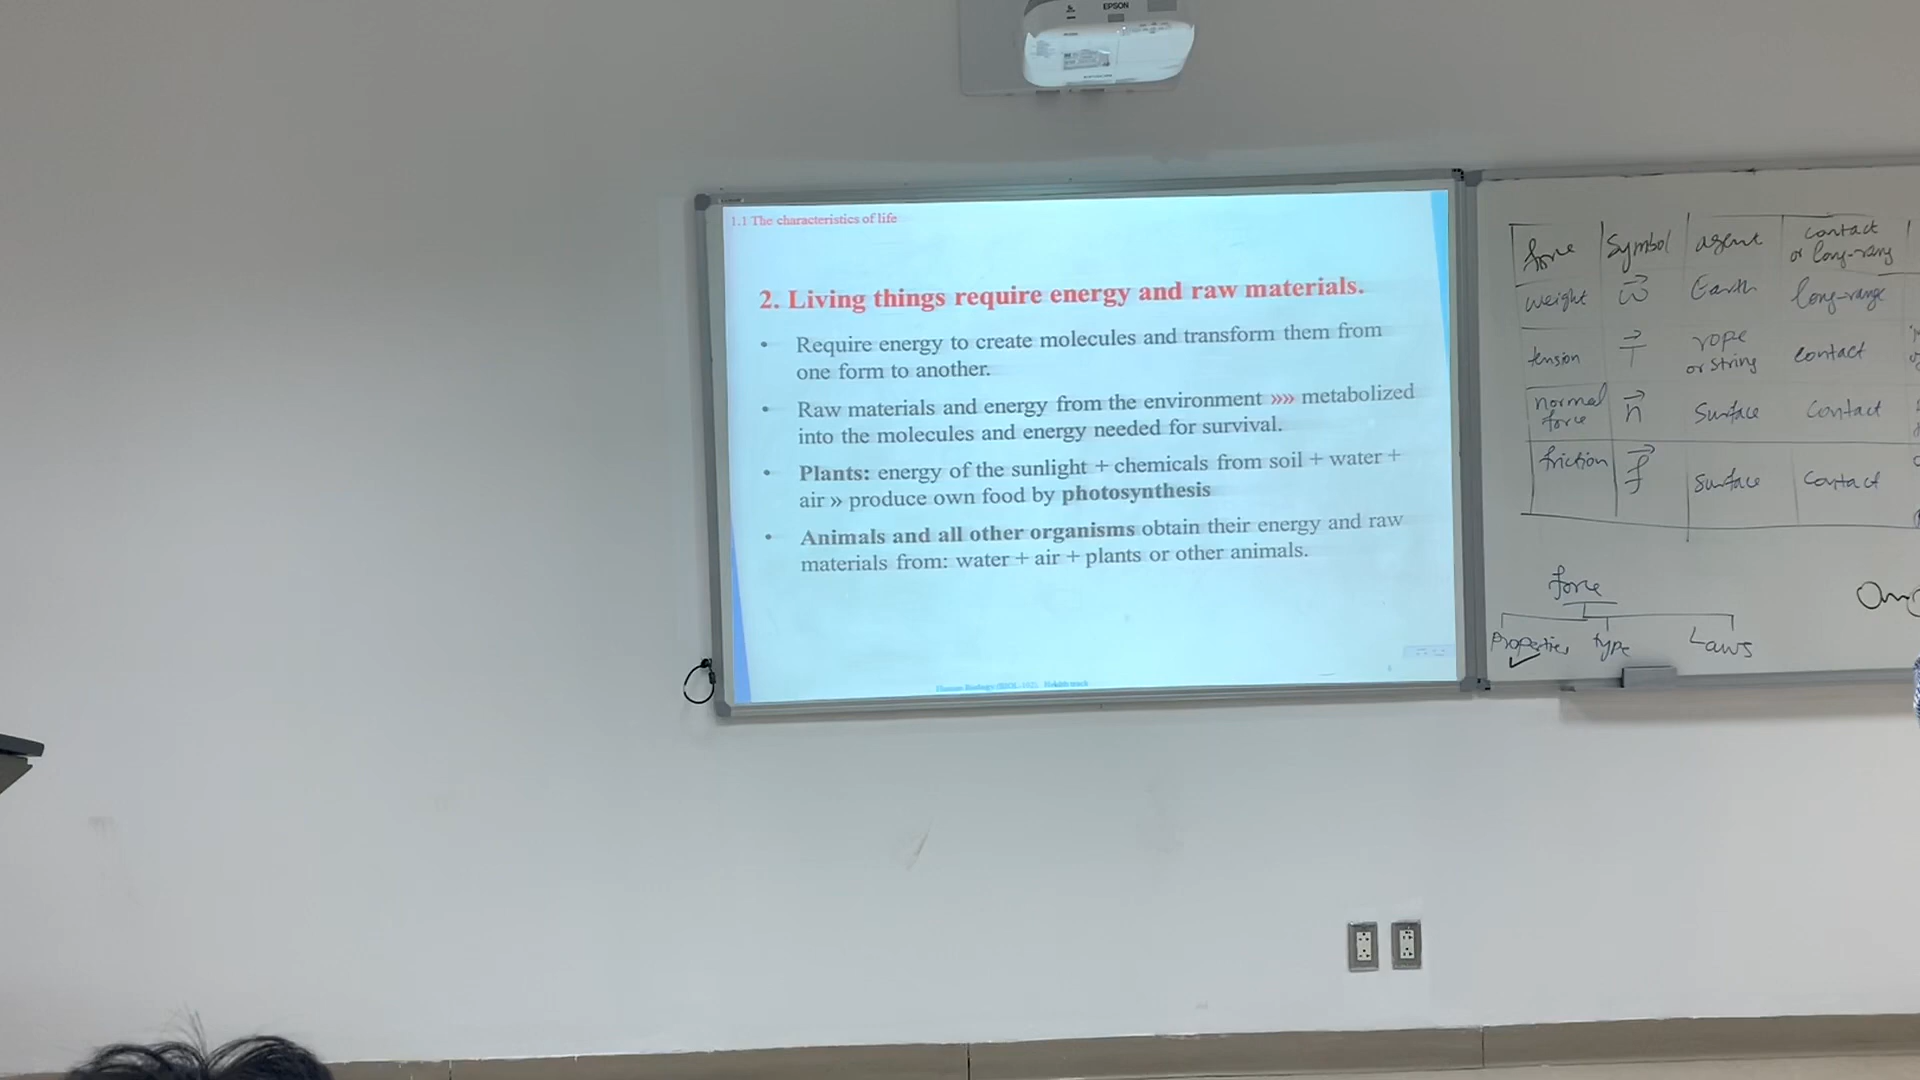 EPSON
1.1 The characteristics of life
2. Living things require energy and raw materials.
• Require energy to create molecules and transform them from
one form to another.
• Raw materials and energy from the environment »» metabolized
into the molecules and energy needed for survival.
• Plants: energy of the sunlight + chemicals from soil + water +
air » produce own food by photosynthesis
• Animals and all other organisms obtain their energy and raw
materials from: water + air + plants or other animals.
Human Biology (BIOL-102),
force Symbol agent contact
or long-rang
weight w⃗ Earth long-range
tension T⃗ rope
or string contact
normal
force n⃗ Surface Contact
friction f⃗ Surface Contact
force
Properties type Laws